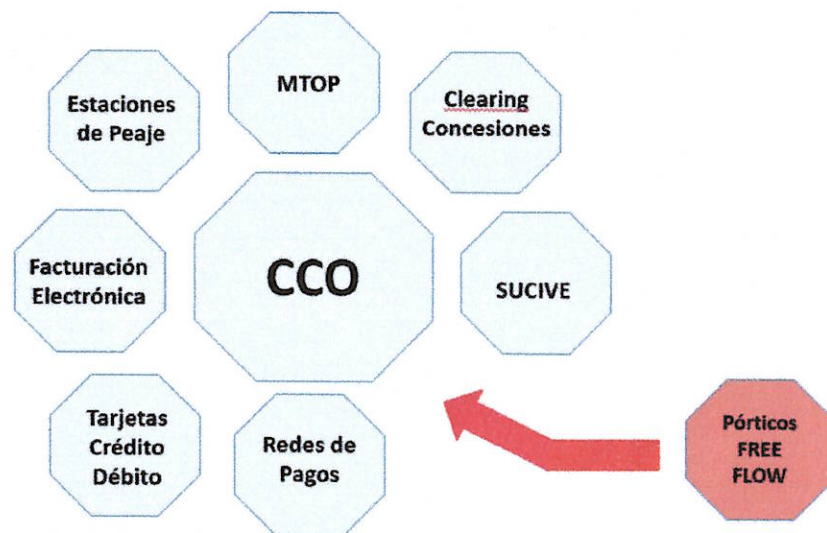 MTOP
Estaciones
de Peaje
Clearing
Concesiones
Facturación
Electrónica
CCO
SUCIVE
Tarjetas
Crédito
Débito
Redes de
Pagos
Pórticos
FREE
FLOW